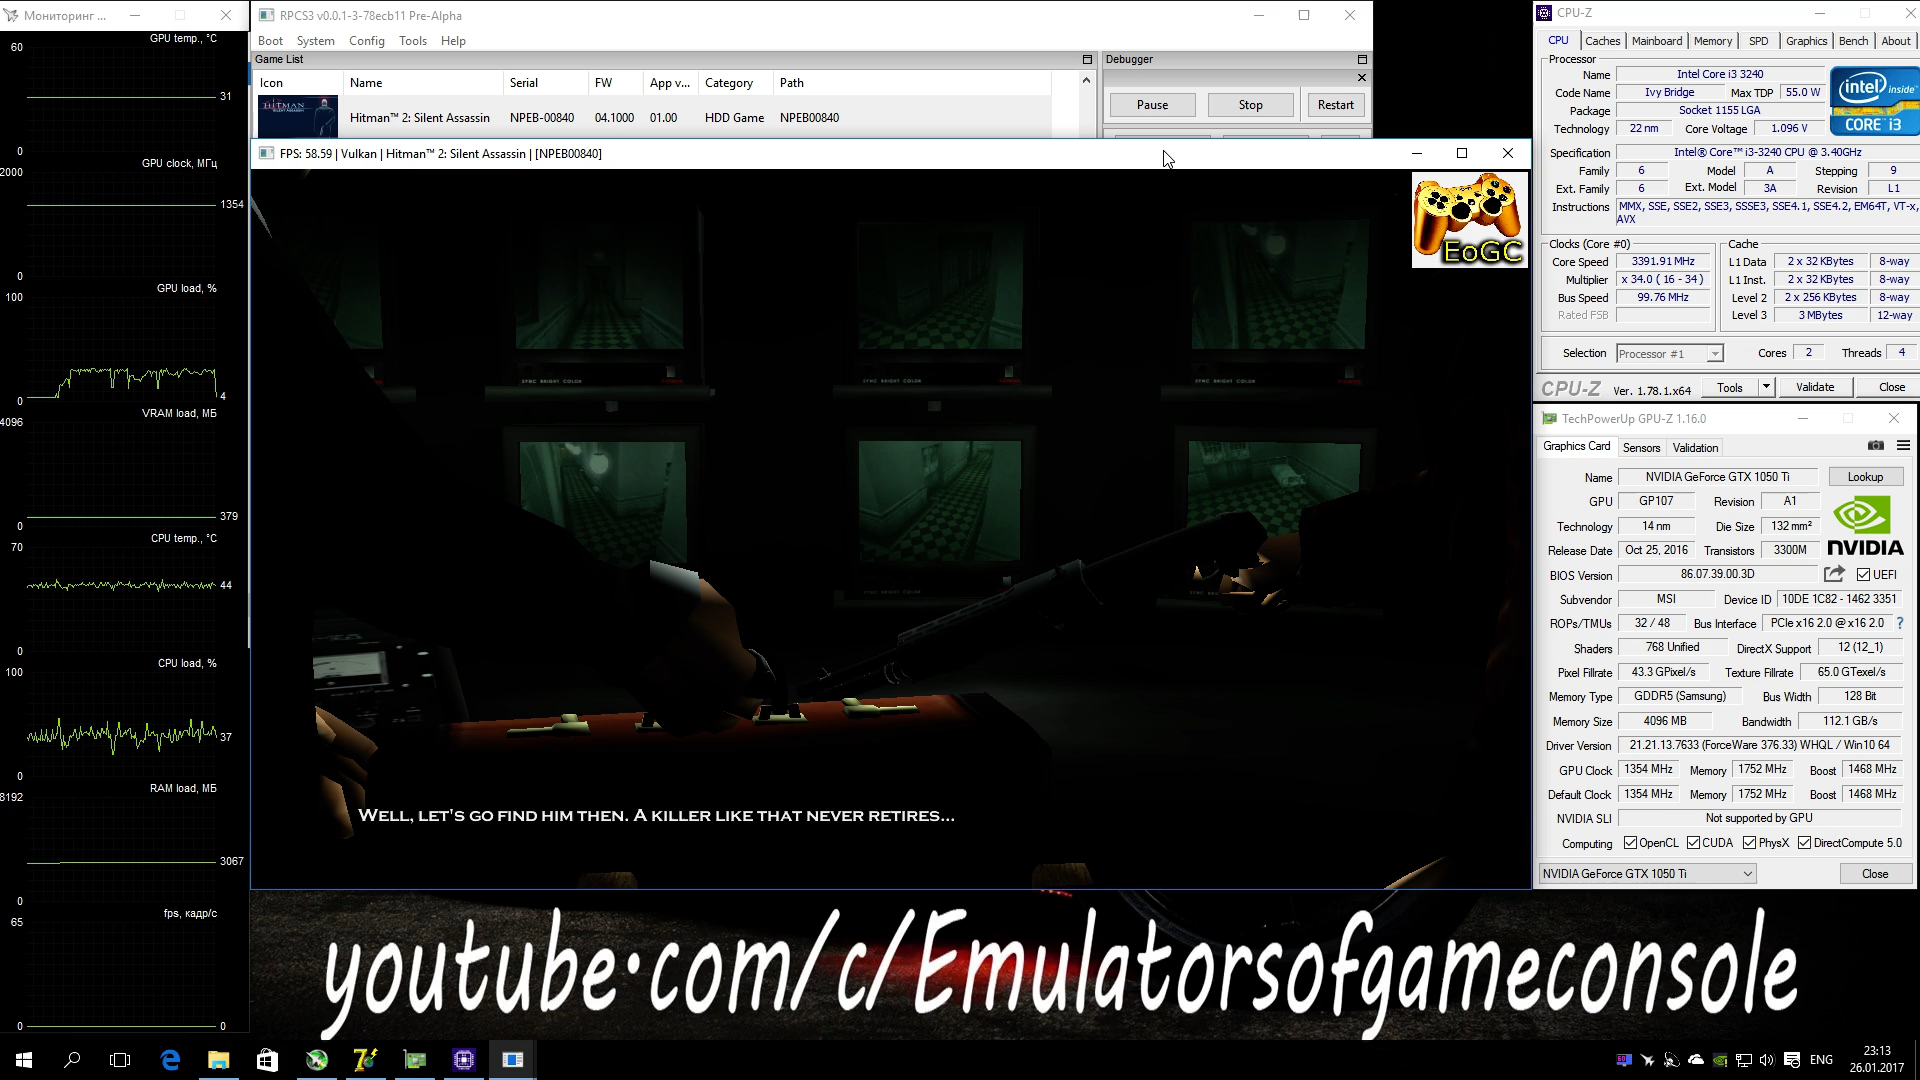 Мониторинг ...
GPU temp., °C
60
31
0
GPU clock, МГц
2000
1354
0
GPU load, %
100
4
0
VRAM load, МБ
4096
379
0
CPU temp., °C
70
44
0
CPU load, %
100
37
0
RAM load, МБ
8192
3067
0
fps, кадр/с
65
0
0
RPCS3 v0.0.1-3-78ecb11 Pre-Alpha
Boot System Config Tools Help
Game List
Icon Name Serial FW App v... Category Path
HITMAN
Hitman™ 2: Silent Assassin NPEB-00840 04.1000 01.00 HDD Game NPEB00840
Debugger
Pause Stop Restart
FPS: 58.59 | Vulkan | Hitman™ 2: Silent Assassin | [NPEB00840]
EoGC
SYNC BRIGHT COLOR
SYNC BRIGHT COLOR
SYNC BRIGHT COLOR
Well, let's go find him then. A killer like that never retires...
youtube.com/c/Emulatorsofgameconsole
CPU-Z
CPU Caches Mainboard Memory SPD Graphics Bench About
Processor
Name Intel Core i3 3240
Code Name Ivy Bridge Max TDP 55.0 W
Package Socket 1155 LGA
Technology 22 nm Core Voltage 1.096 V
intel inside™
CORE i3
Specification Intel® Core™ i3-3240 CPU @ 3.40GHz
Family 6 Model A Stepping 9
Ext. Family 6 Ext. Model 3A Revision L1
Instructions MMX, SSE, SSE2, SSE3, SSSE3, SSE4.1, SSE4.2, EM64T, VT-x,
AVX
Clocks (Core #0)
Core Speed 3391.91 MHz
Multiplier x 34.0 ( 16 - 34 )
Bus Speed 99.76 MHz
Rated FSB
Cache
L1 Data 2 x 32 KBytes 8-way
L1 Inst. 2 x 32 KBytes 8-way
Level 2 2 x 256 KBytes 8-way
Level 3 3 MBytes 12-way
Selection Processor #1 Cores 2 Threads 4
CPU-Z Ver. 1.78.1.x64 Tools Validate Close
TechPowerUp GPU-Z 1.16.0
Graphics Card Sensors Validation
Name NVIDIA GeForce GTX 1050 Ti Lookup
GPU GP107 Revision A1
Technology 14 nm Die Size 132 mm²
Release Date Oct 25, 2016 Transistors 3300M
NVIDIA
BIOS Version 86.07.39.00.3D UEFI
Subvendor MSI Device ID 10DE 1C82 - 1462 3351
ROPs/TMUs 32 / 48 Bus Interface PCIe x16 2.0 @ x16 2.0 ?
Shaders 768 Unified DirectX Support 12 (12_1)
Pixel Fillrate 43.3 GPixel/s Texture Fillrate 65.0 GTexel/s
Memory Type GDDR5 (Samsung) Bus Width 128 Bit
Memory Size 4096 MB Bandwidth 112.1 GB/s
Driver Version 21.21.13.7633 (ForceWare 376.33) WHQL / Win10 64
GPU Clock 1354 MHz Memory 1752 MHz Boost 1468 MHz
Default Clock 1354 MHz Memory 1752 MHz Boost 1468 MHz
NVIDIA SLI Not supported by GPU
Computing OpenCL CUDA PhysX DirectCompute 5.0
NVIDIA GeForce GTX 1050 Ti Close
ENG
23:13
26.01.2017